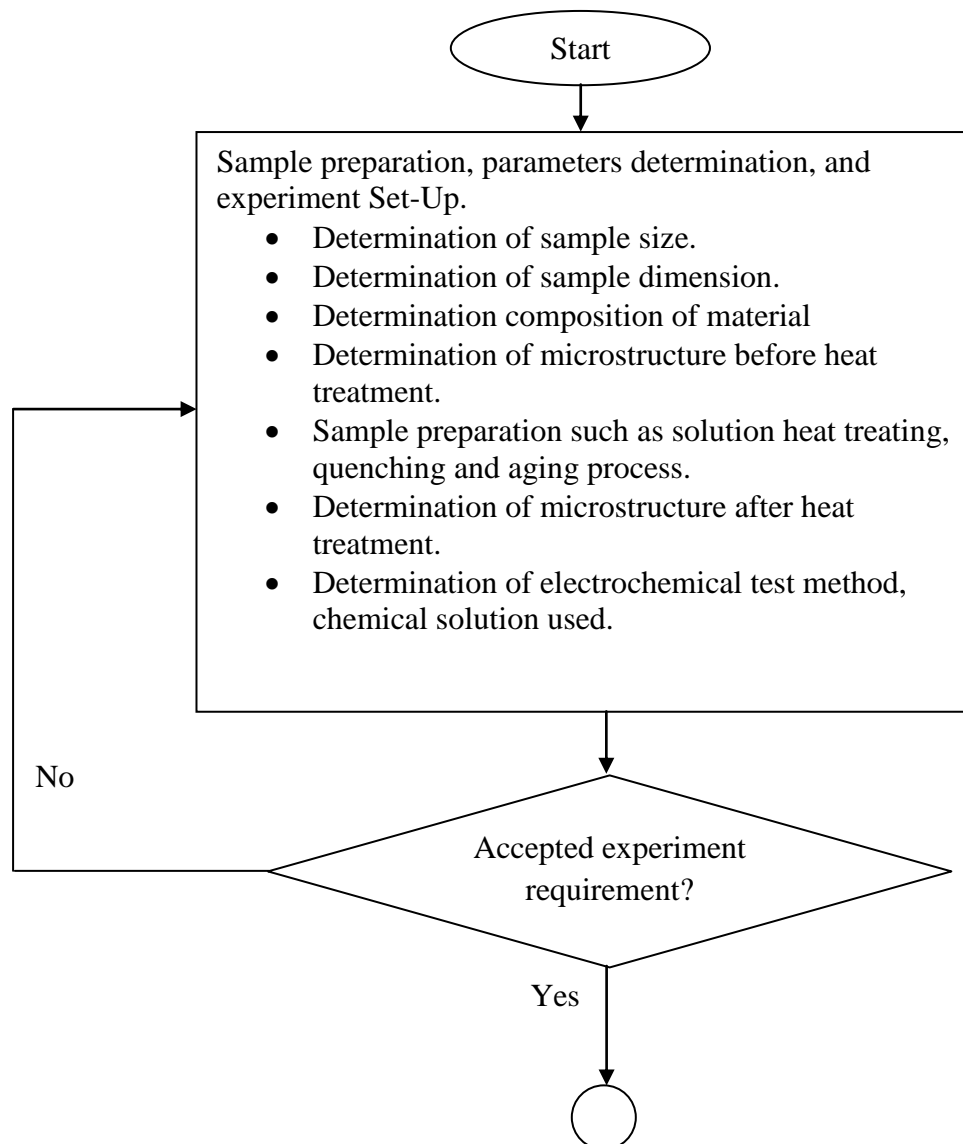 Start
Sample preparation, parameters determination, and
experiment Set-Up.
• Determination of sample size.
• Determination of sample dimension.
• Determination composition of material
• Determination of microstructure before heat
treatment.
• Sample preparation such as solution heat treating,
quenching and aging process.
• Determination of microstructure after heat
treatment.
• Determination of electrochemical test method,
chemical solution used.
No
Accepted experiment
requirement?
Yes